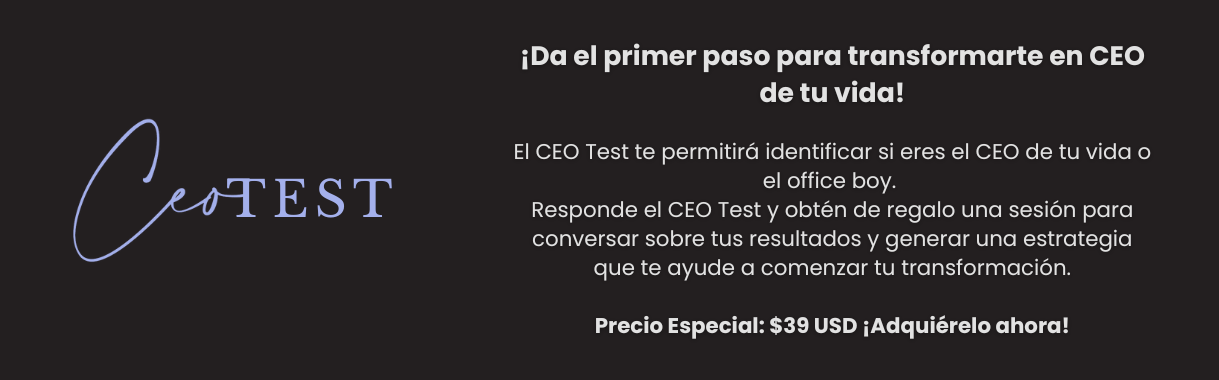 CeoTEST
¡Da el primer paso para transformarte en CEO
de tu vida!
El CEO Test te permitirá identificar si eres el CEO de tu vida o
el office boy.
Responde el CEO Test y obtén de regalo una sesión para
conversar sobre tus resultados y generar una estrategia
que te ayude a comenzar tu transformación.
Precio Especial: $39 USD ¡Adquiérelo ahora!